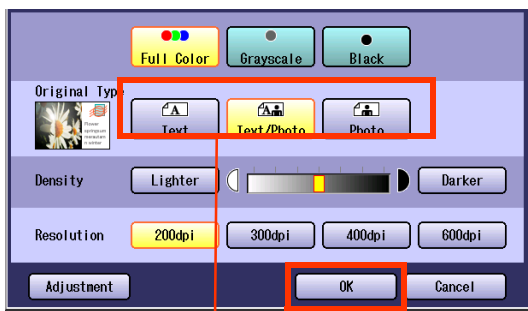 Full Color Grayscale Black
Original Type
A A
Text Text/Photo Photo
Density Lighter Darker
Resolution 200dpi 300dpi 400dpi 600dpi
Adjustment OK Cancel